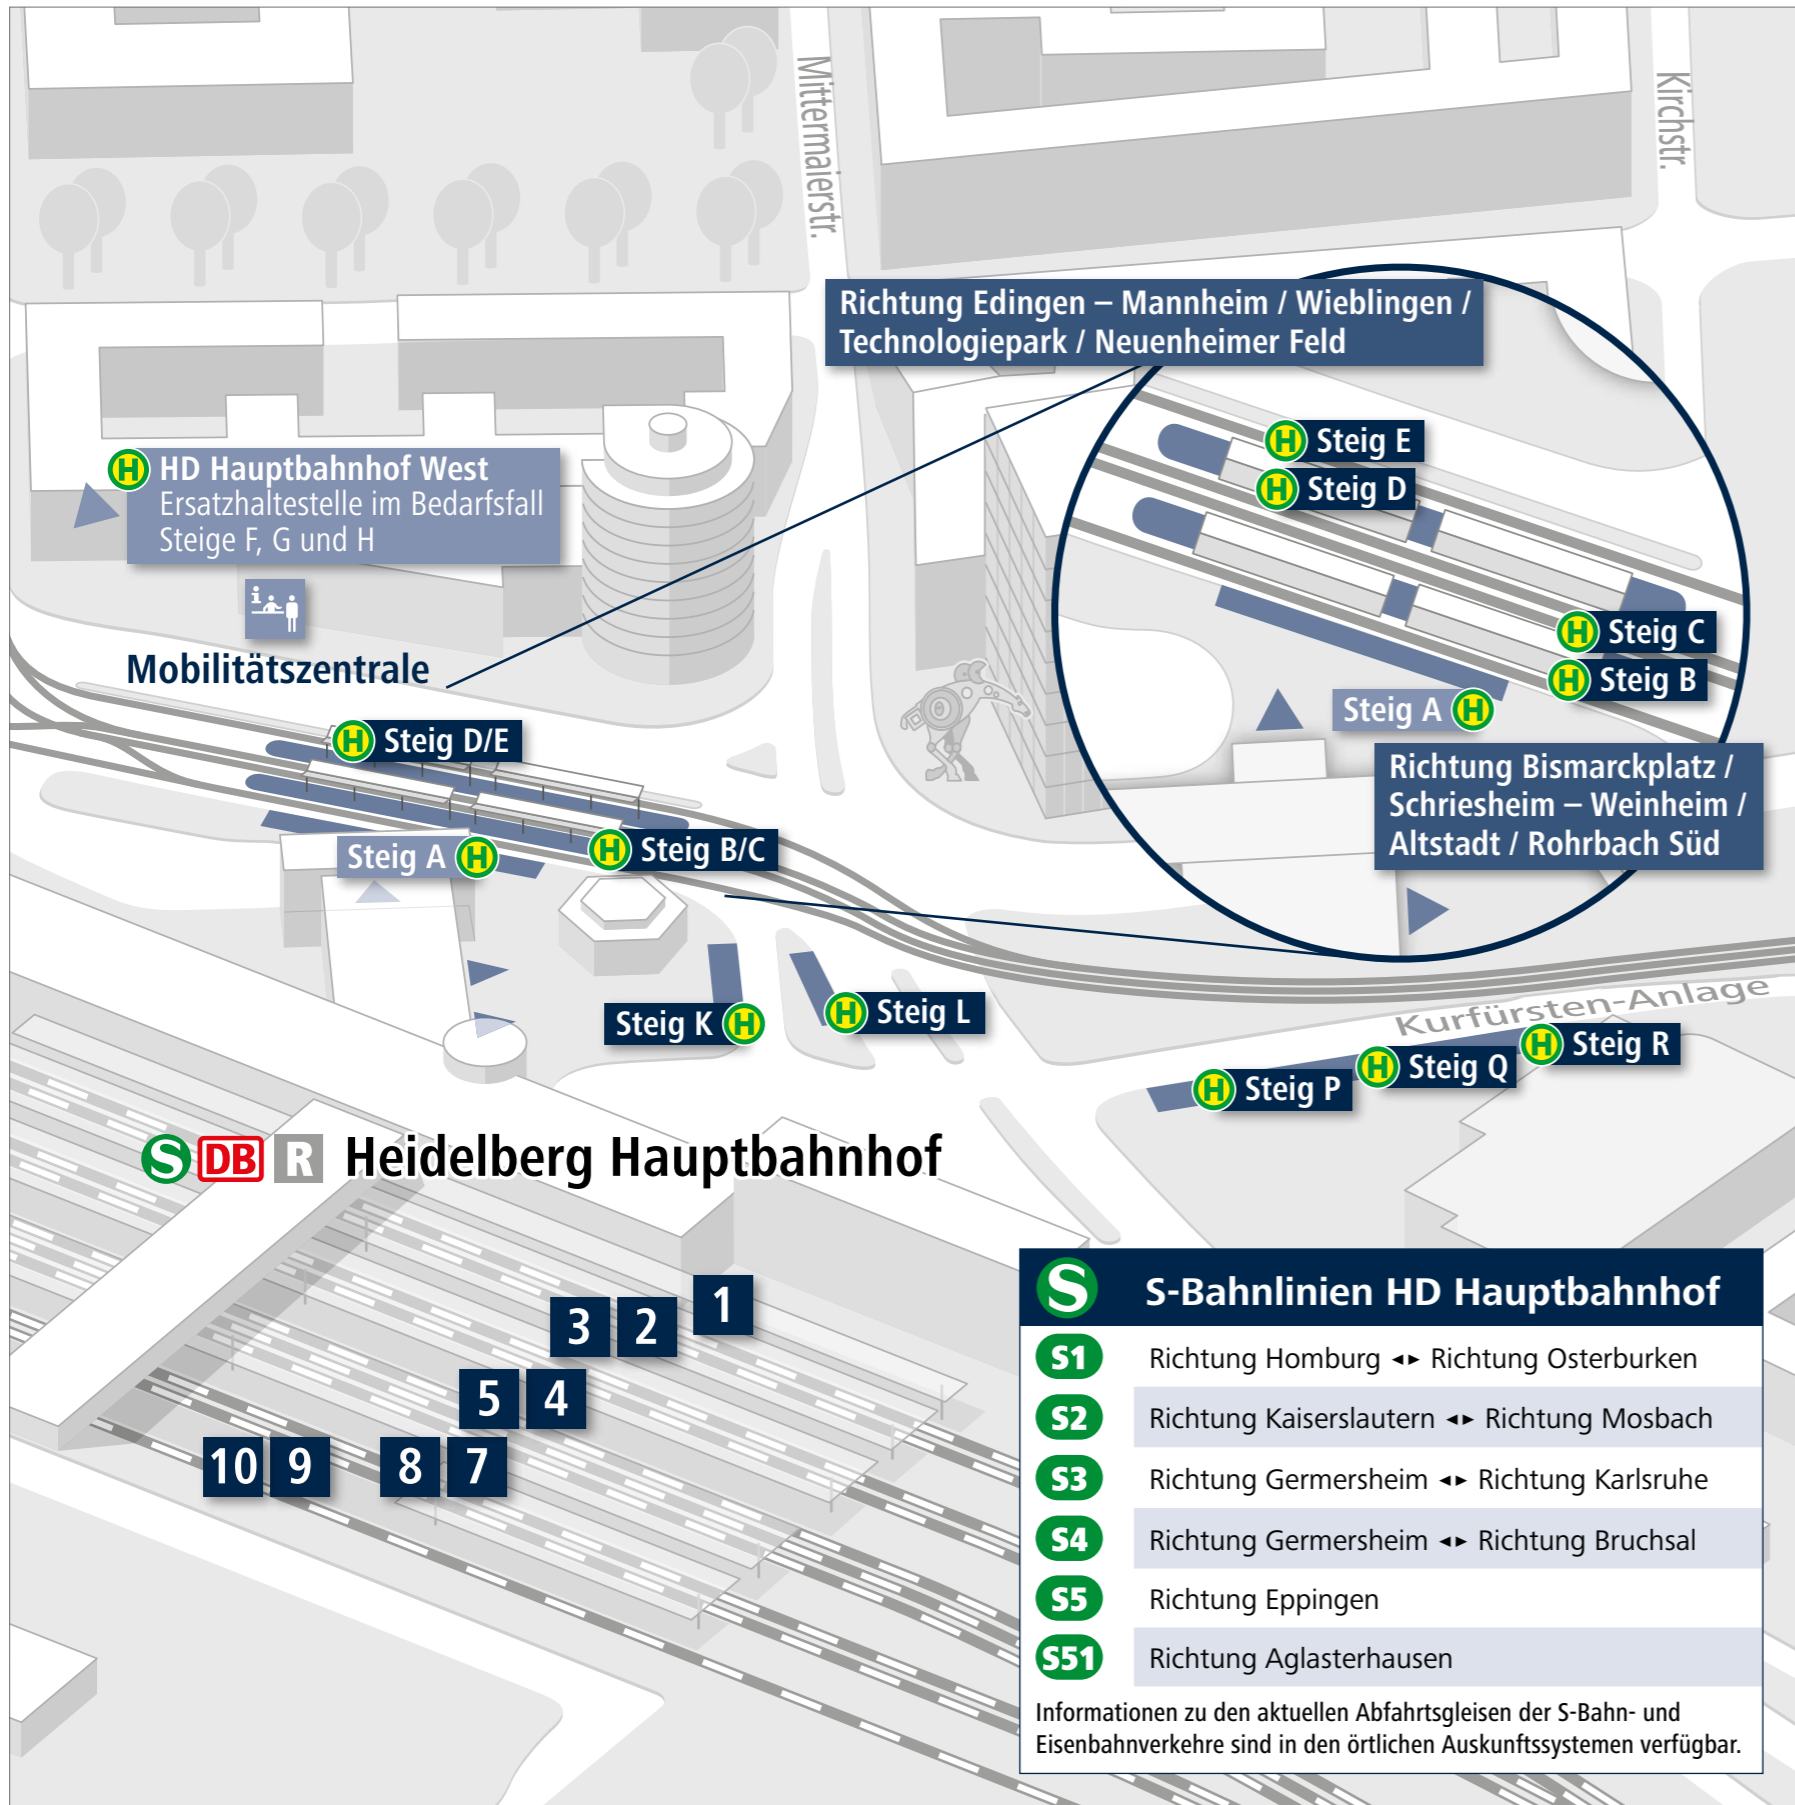 Mittermaierstr.
Kirchstr.
Richtung Edingen – Mannheim / Wieblingen /
Technologiepark / Neuenheimer Feld
H Steig E
H Steig D
H HD Hauptbahnhof West
Ersatzhaltestelle im Bedarfsfall
Steige F, G und H
i
Mobilitätszentrale
H Steig C
H Steig B
Steig A H
H Steig D/E
Richtung Bismarckplatz /
Schriesheim – Weinheim /
Altstadt / Rohrbach Süd
Steig A H
H Steig B/C
Steig K H
H Steig L
Kurfürsten-Anlage
H Steig P
H Steig Q
H Steig R
S DB R Heidelberg Hauptbahnhof
3 2 1
5 4
10 9 8 7
S S-Bahnlinien HD Hauptbahnhof
S1 Richtung Homburg ◂▸ Richtung Osterburken
S2 Richtung Kaiserslautern ◂▸ Richtung Mosbach
S3 Richtung Germersheim ◂▸ Richtung Karlsruhe
S4 Richtung Germersheim ◂▸ Richtung Bruchsal
S5 Richtung Eppingen
S51 Richtung Aglasterhausen
Informationen zu den aktuellen Abfahrtsgleisen der S-Bahn- und
Eisenbahnverkehre sind in den örtlichen Auskunftssystemen verfügbar.